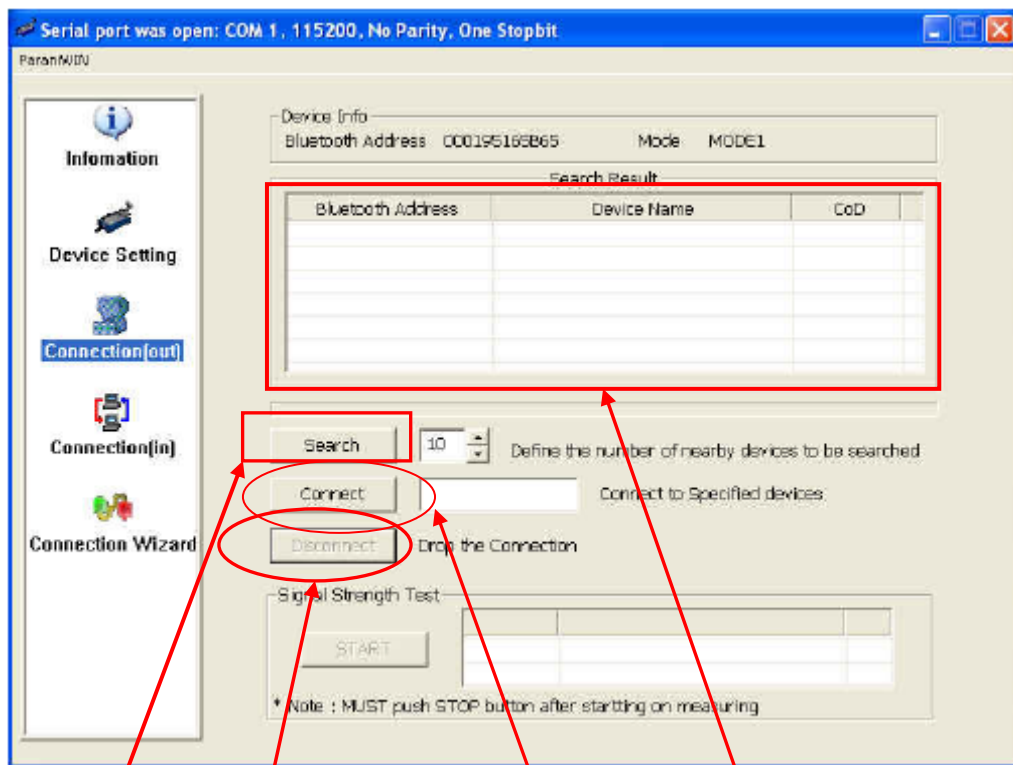 Serial port was open: COM 1, 115200, No Parity, One Stopbit
ParaniWIN
Infomation
Device Setting
Connection(out)
Connection(in)
Connection Wizard
Device Info
Bluetooth Address 000195165B65 Mode MODE1
Search Result
Bluetooth Address Device Name CoD
Search 10 Define the number of nearby devices to be searched
Connect Connect to Specified devices
Disconnect Drop the Connection
Signal Strength Test
START
* Note : MUST push STOP button after startting on measuring